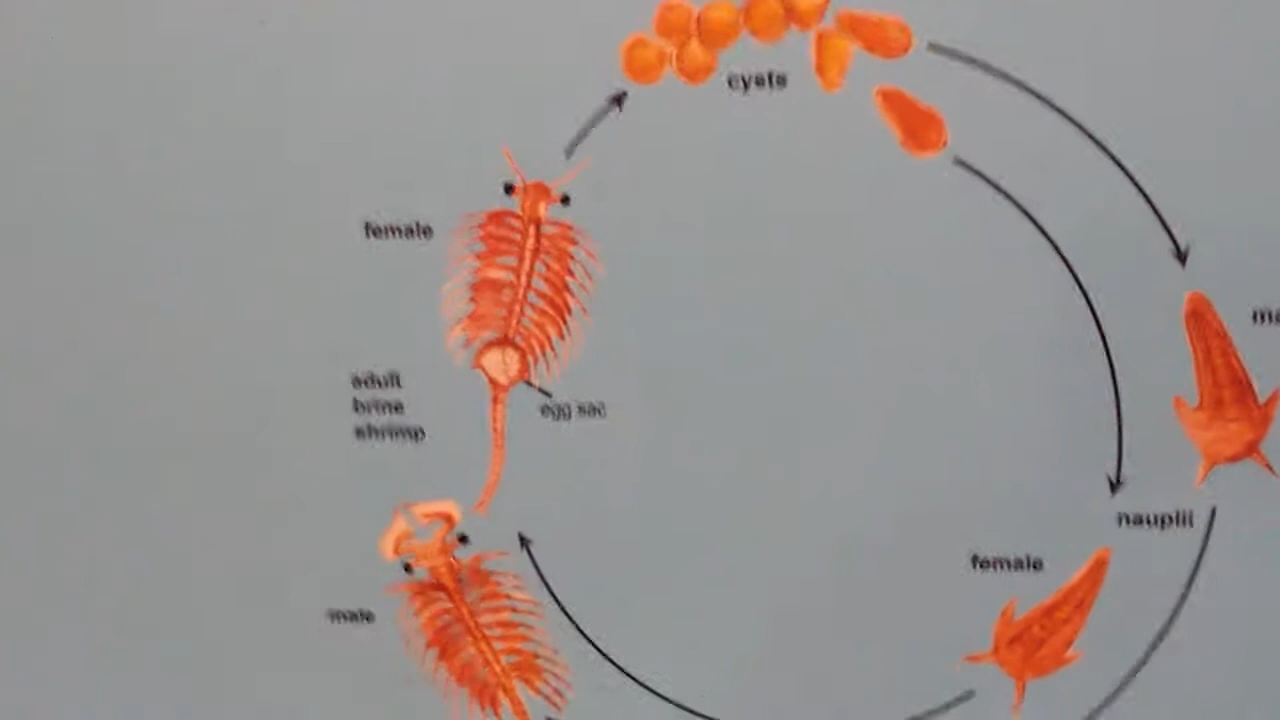 cysts
female
adult
brine
shrimp
egg sac
nauplii
female
male